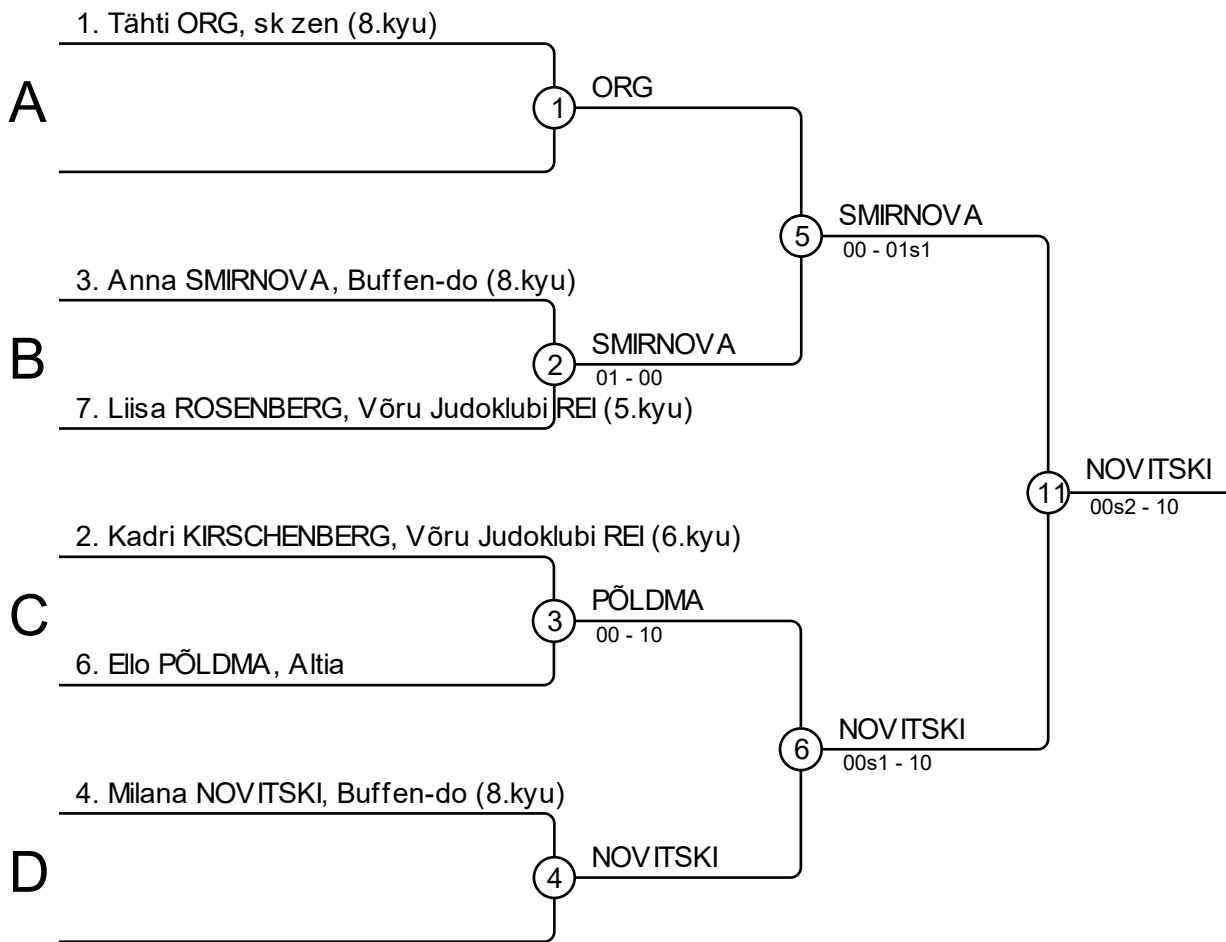 1. Tähti ORG, sk zen (8.kyu)
A
1
ORG
5
SMIRNOVA
00 - 01s1
3. Anna SMIRNOVA, Buffen-do (8.kyu)
B
2
SMIRNOVA
01 - 00
7. Liisa ROSENBERG, Võru Judoklubi REI (5.kyu)
11
NOVITSKI
00s2 - 10
2. Kadri KIRSCHENBERG, Võru Judoklubi REI (6.kyu)
C
3
PÕLDMA
00 - 10
6. Ello PÕLDMA, Altia
6
NOVITSKI
00s1 - 10
4. Milana NOVITSKI, Buffen-do (8.kyu)
D
4
NOVITSKI